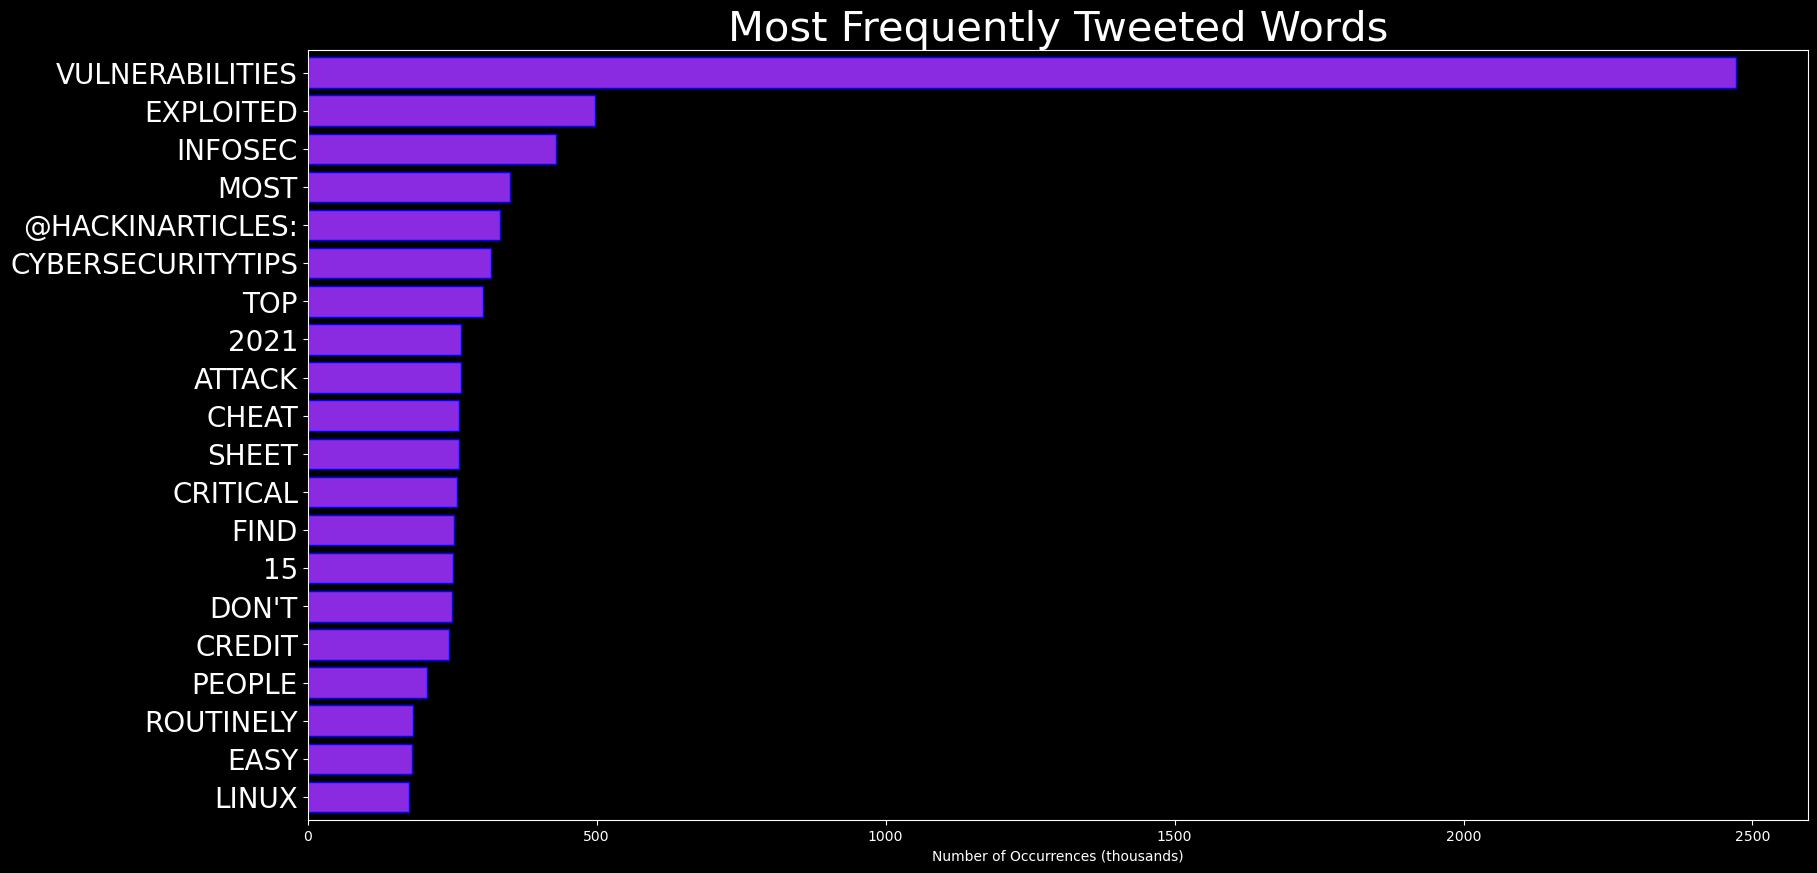 Most Frequently Tweeted Words
VULNERABILITIES
EXPLOITED
INFOSEC
MOST
@HACKINARTICLES:
CYBERSECURITYTIPS
TOP
2021
ATTACK
CHEAT
SHEET
CRITICAL
FIND
15
DON'T
CREDIT
PEOPLE
ROUTINELY
EASY
LINUX
0 500 1000 1500 2000 2500
Number of Occurrences (thousands)